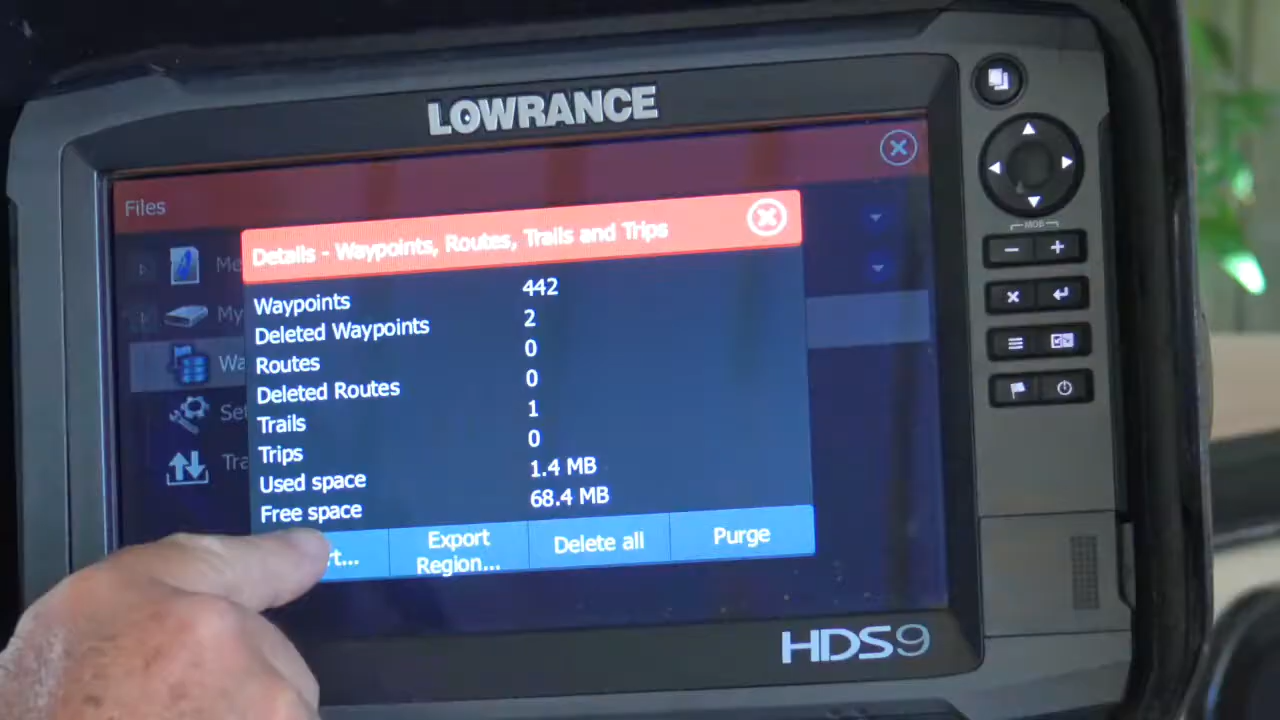 LOWRANCE
Files
Details - Waypoints, Routes, Trails and Trips
Waypoints 442
Deleted Waypoints 2
Routes 0
Deleted Routes 0
Trails 1
Trips 0
Used space 1.4 MB
Free space 68.4 MB
Export
Region...
Delete all
Purge
HDS9
MOB